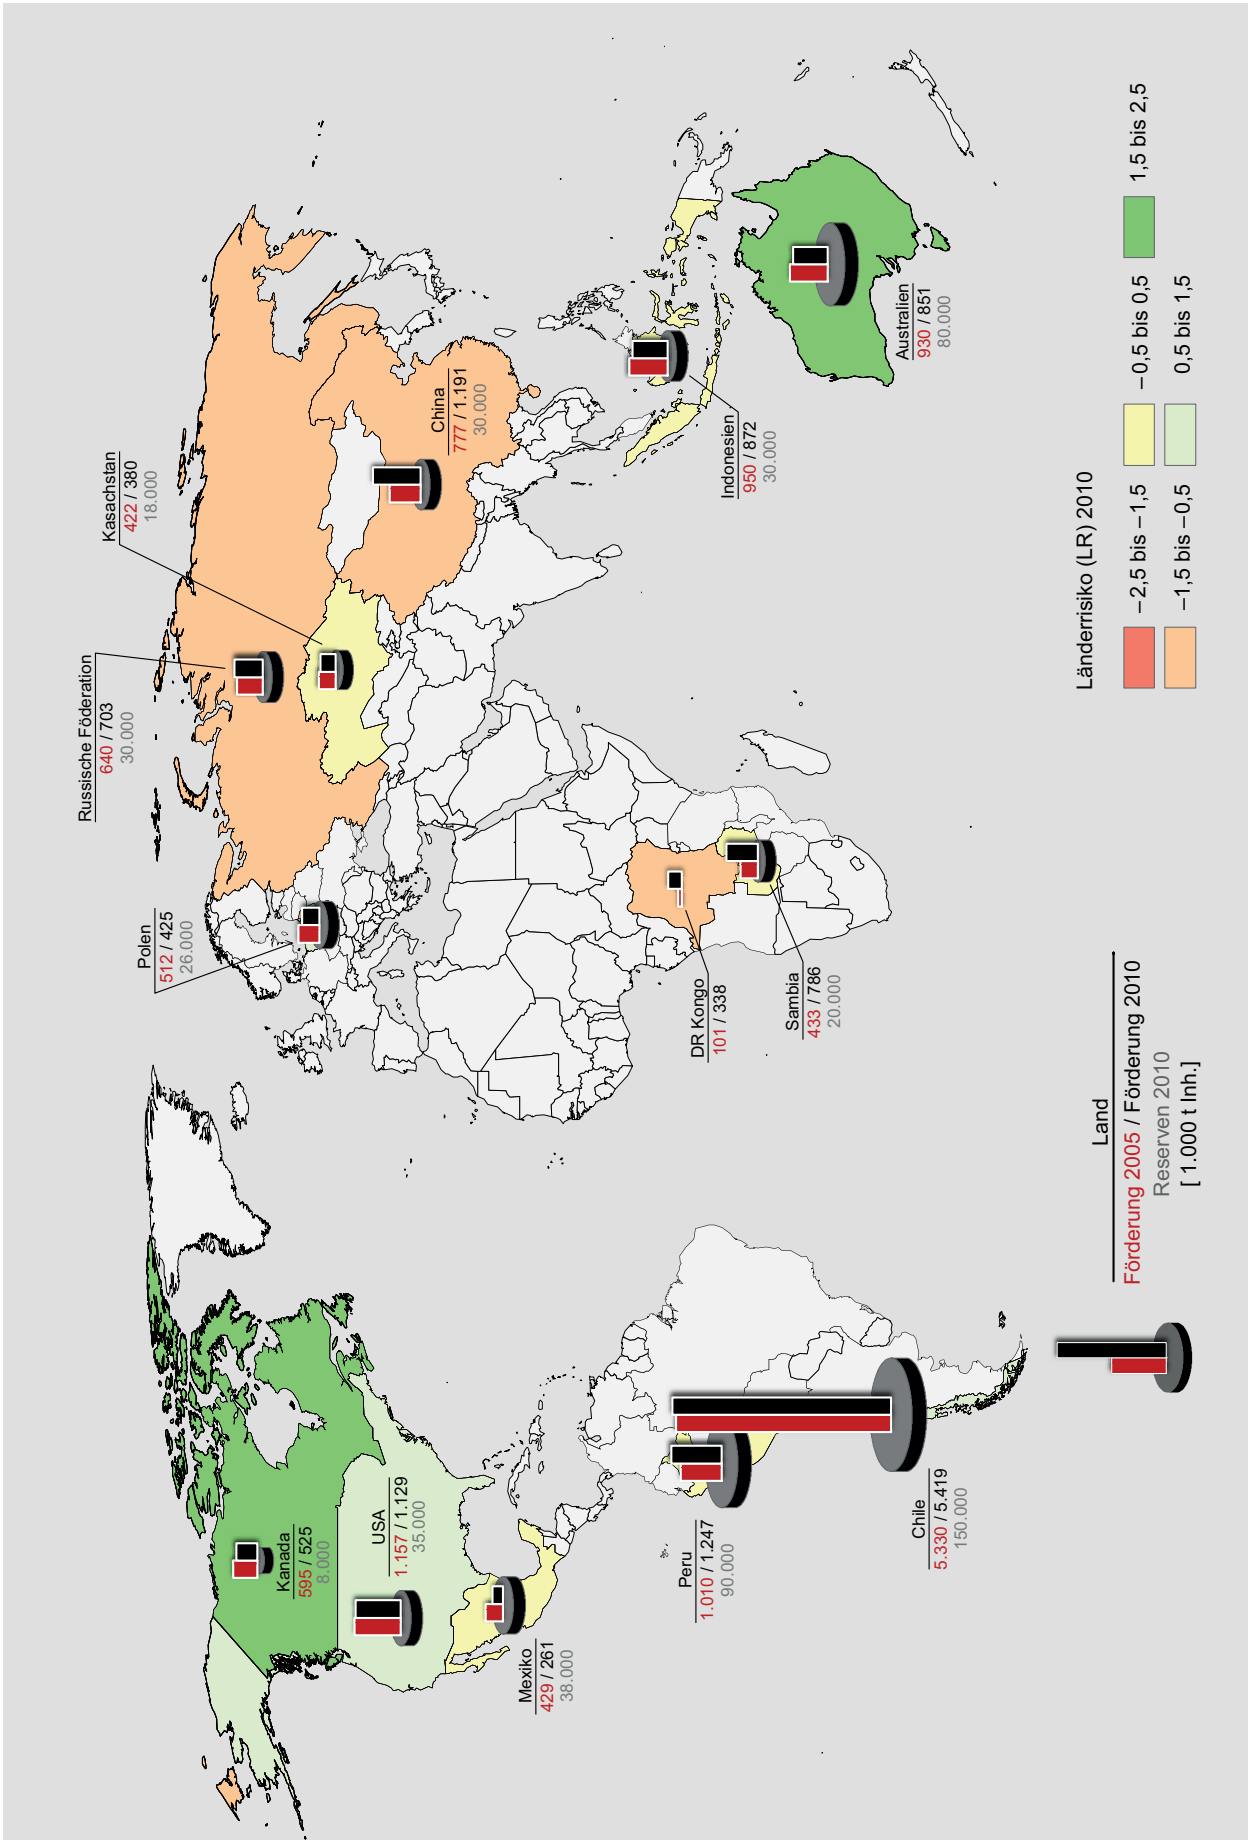 Kanada
595 / 525
8.000
USA
1.157 / 1.129
35.000
Mexiko
429 / 261
38.000
Peru
1.010 / 1.247
90.000
Chile
5.330 / 5.419
150.000
Polen
512 / 425
26.000
Russische Föderation
640 / 703
30.000
Kasachstan
422 / 380
18.000
China
777 / 1.191
30.000
DR Kongo
101 / 338
Sambia
433 / 786
20.000
Indonesien
950 / 872
30.000
Australien
930 / 851
80.000
Land
Förderung 2005 / Förderung 2010
Reserven 2010
[ 1.000 t Inh.]
Länderrisiko (LR) 2010
−2,5 bis −1,5
−0,5 bis 0,5
1,5 bis 2,5
−1,5 bis −0,5
0,5 bis 1,5